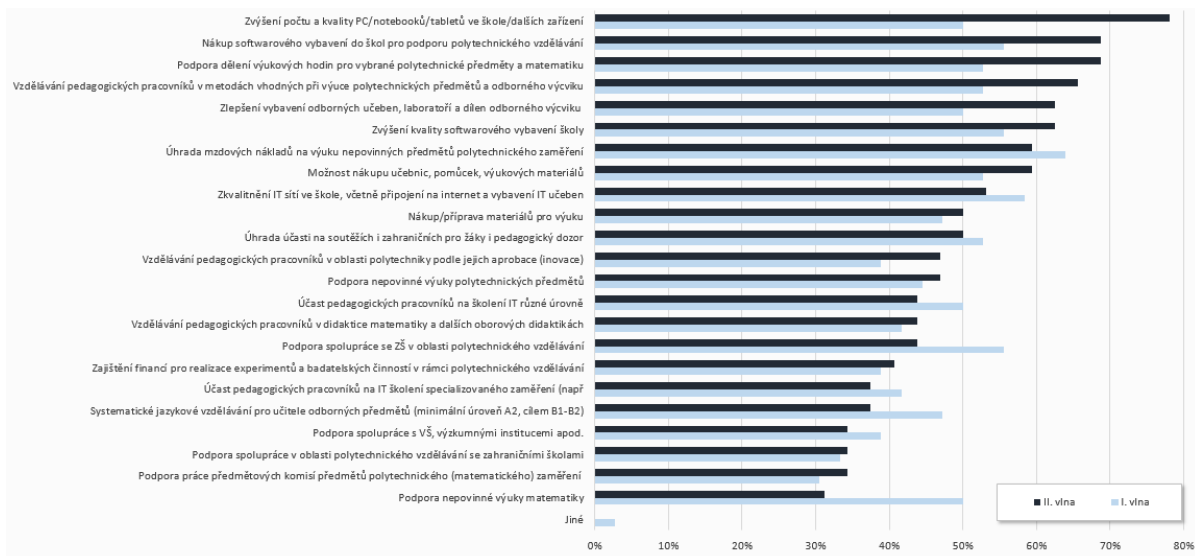 Zvýšení počtu a kvality PC/notebooků/tabletů ve škole/dalších zařízení
Nákup softwarového vybavení do škol pro podporu polytechnického vzdělávání
Podpora dělení výukových hodin pro vybrané polytechnické předměty a matematiku
Vzdělávání pedagogických pracovníků v metodách vhodných při výuce polytechnických předmětů a odborného výcviku
Zlepšení vybavení odborných učeben, laboratoří a dílen odborného výcviku
Zvýšení kvality softwarového vybavení školy
Úhrada mzdových nákladů na výuku nepovinných předmětů polytechnického zaměření
Možnost nákupu učebnic, pomůcek, výukových materiálů
Zkvalitnění IT sítí ve škole, včetně připojení na internet a vybavení IT učeben
Nákup/příprava materiálů pro výuku
Úhrada účasti na soutěžích i zahraničních pro žáky i pedagogický dozor
Vzdělávání pedagogických pracovníků v oblasti polytechniky podle jejich aprobace (inovace)
Podpora nepovinné výuky polytechnických předmětů
Účast pedagogických pracovníků na školení IT různé úrovně
Vzdělávání pedagogických pracovníků v didaktice matematiky a dalších oborových didaktikách
Podpora spolupráce se ZŠ v oblasti polytechnického vzdělávání
Zajištění financí pro realizace experimentů a badatelských činností v rámci polytechnického vzdělávání
Účast pedagogických pracovníků na IT školení specializovaného zaměření (např
Systematické jazykové vzdělávání pro učitele odborných předmětů (minimální úroveň A2, cílem B1-B2)
Podpora spolupráce s VŠ, výzkumnými institucemi apod.
Podpora spolupráce v oblasti polytechnického vzdělávání se zahraničními školami
Podpora práce předmětových komisí předmětů polytechnického (matematického) zaměření
Podpora nepovinné výuky matematiky
II. vlna I. vlna
Jiné
0% 10% 20% 30% 40% 50% 60% 70% 80%